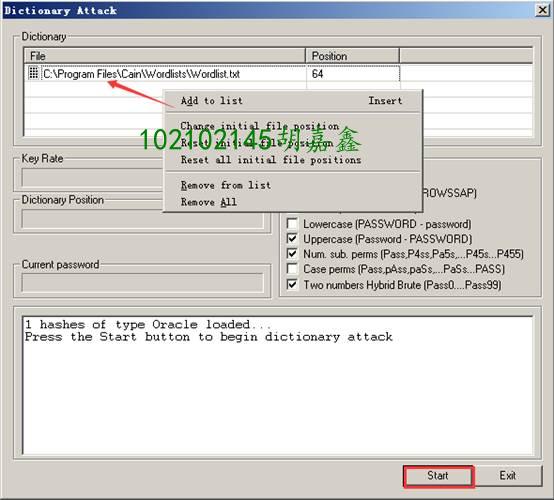 Dictionary Attack
Dictionary
File Position
C:\Program Files\Cain\Wordlists\Wordlist.txt 64
Add to list Insert
Change initial file position
Reset initial file position
Reset all initial file positions
Remove from list
Remove All
102102145胡嘉鑫
Key Rate
Dictionary Position
Current password
ROWSSAP)
Lowercase (PASSWORD - password)
Uppercase (Password - PASSWORD)
Num. sub. perms (Pass,P4ss,Pa5s,...P45s...P455)
Case perms (Pass,pAss,paSs,...PaSs...PASS)
Two numbers Hybrid Brute (Pass0....Pass99)
1 hashes of type Oracle loaded...
Press the Start button to begin dictionary attack
Start Exit